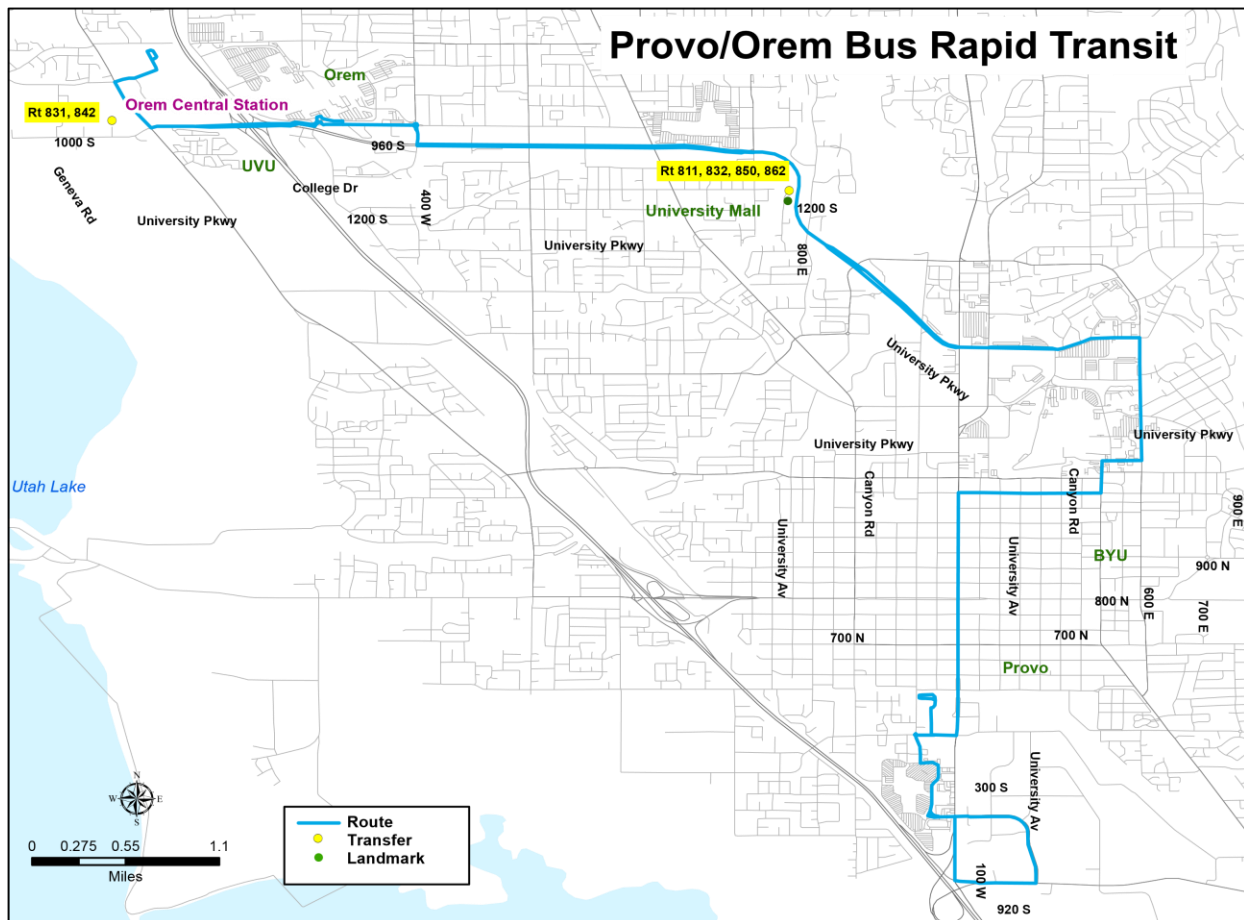 Provo/Orem Bus Rapid Transit
Orem
Orem Central Station
Rt 831, 842
1000 S
960 S
UVU
Rt 811, 832, 850, 862
College Dr
Geneva Rd
400 W
University Mall
1200 S
1200 S
University Pkwy
University Pkwy
800 E
University Pkwy
University Pkwy
University Pkwy
Utah Lake
Canyon Rd
Canyon Rd
900 E
University Av
University Av
BYU
900 N
800 N
600 E
700 E
700 N
700 N
Provo
N
W
E
S
300 S
University Av
Route
Transfer
Landmark
0 0.275 0.55 1.1
Miles
100 W
920 S